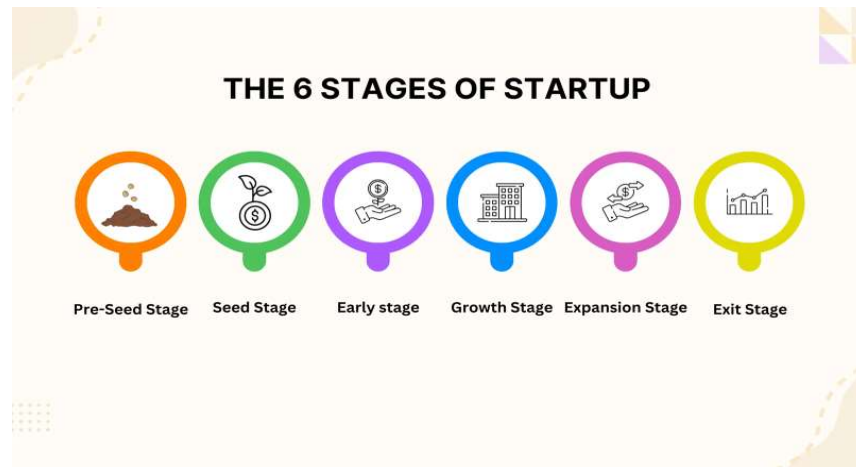 THE 6 STAGES OF STARTUP
Pre-Seed Stage
Seed Stage
Early stage
Growth Stage
Expansion Stage
Exit Stage